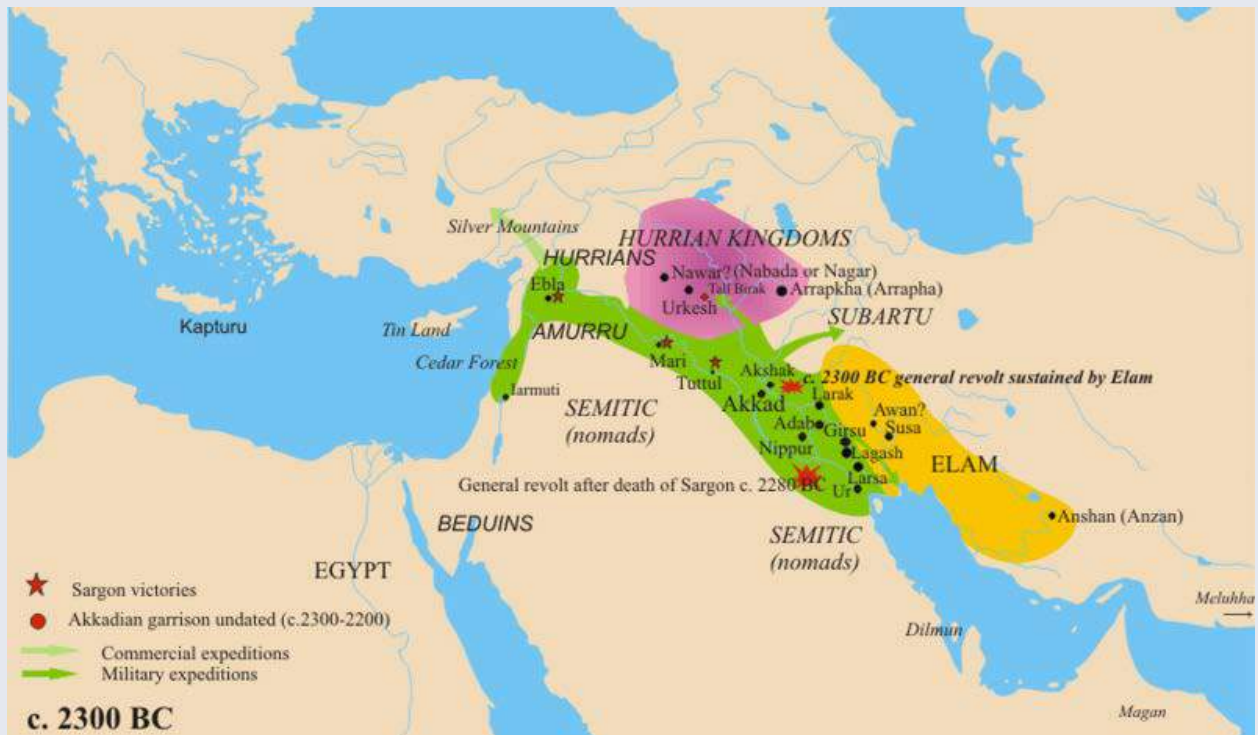 Silver Mountains
HURRIAN KINGDOMS
HURRIANS
Nawar? (Nabada or Nagar)
Ebla
Tall Birak
Arrapkha (Arrapha)
Urkesh
SUBARTU
Kapturu
Tin Land
AMURRU
Cedar Forest
Mari
Tuttul
Akshak
c. 2300 BC general revolt sustained by Elam
Iarmuti
Akkad
Larak
SEMITIC
(nomads)
Awan?
Adab
Girsu
Susa
Nippur
Lagash
ELAM
Larsa
General revolt after death of Sargon c. 2280 BC
Ur
Anshan (Anzan)
BEDUINS
SEMITIC
(nomads)
EGYPT
Sargon victories
Meluhha
Akkadian garrison undated (c.2300-2200)
Dilmun
Commercial expeditions
Military expeditions
Magan
c. 2300 BC